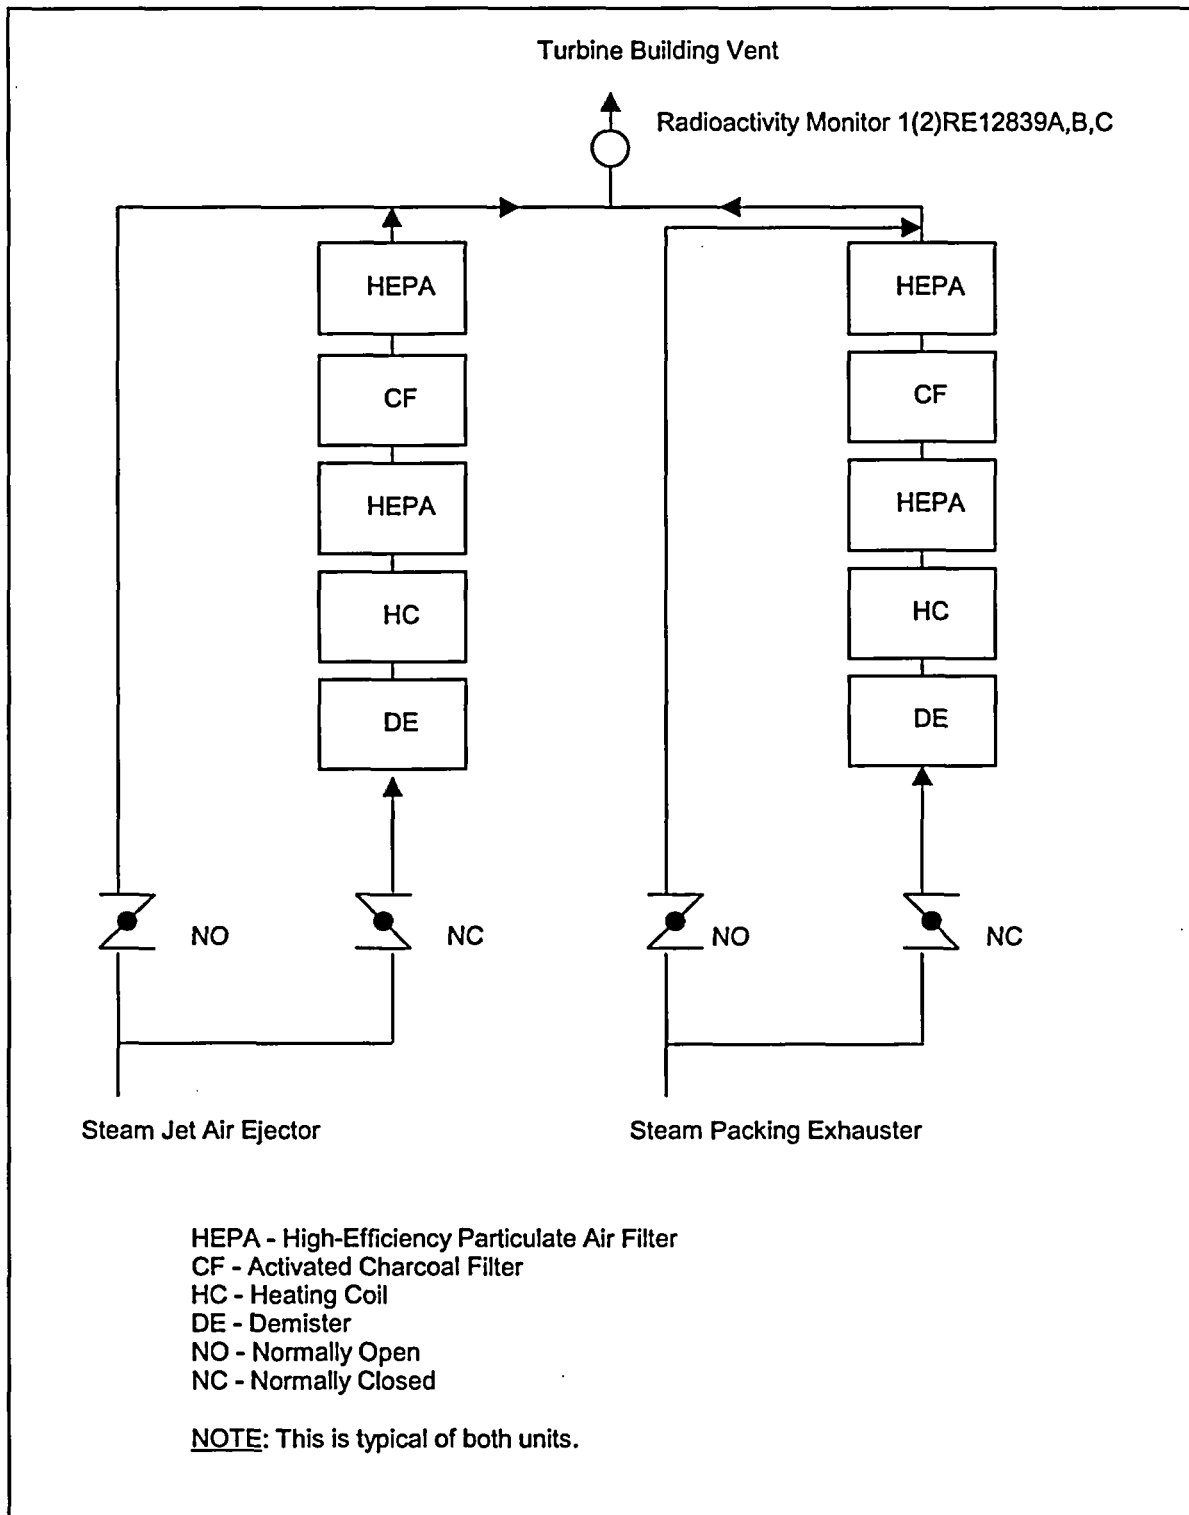 Turbine Building Vent
Radioactivity Monitor 1(2)RE12839A,B,C
HEPA
HEPA
CF
CF
HEPA
HEPA
HC
HC
DE
DE
NO
NC
NO
NC
Steam Jet Air Ejector
Steam Packing Exhauster
HEPA - High-Efficiency Particulate Air Filter
CF - Activated Charcoal Filter
HC - Heating Coil
DE - Demister
NO - Normally Open
NC - Normally Closed
NOTE: This is typical of both units.